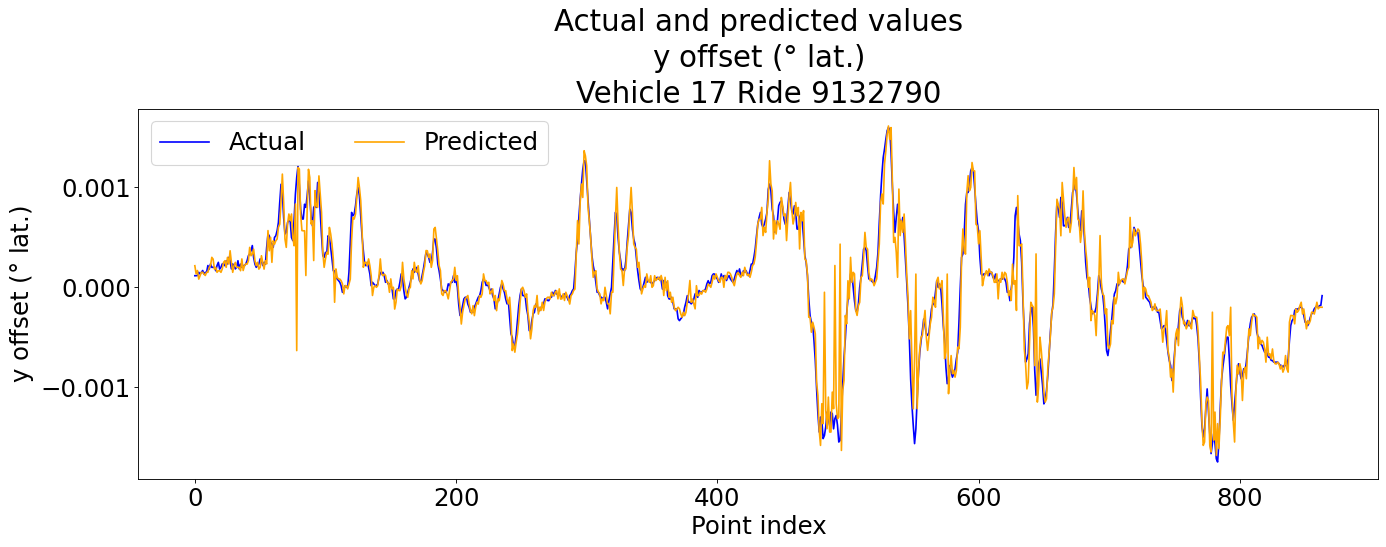 Actual and predicted values
y offset (° lat.)
Vehicle 17 Ride 9132790
Actual
Predicted
y offset (° lat.)
0.001
0.000
−0.001
0
200
400
600
800
Point index